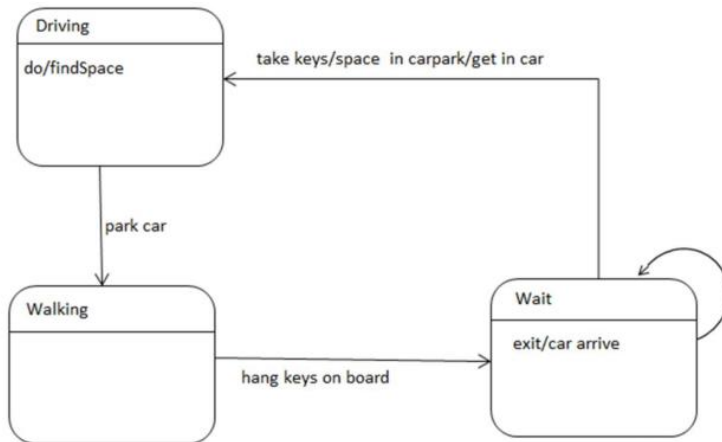 Driving
do/findSpace
take keys/space in carpark/get in car
park car
Walking
hang keys on board
Wait
exit/car arrive